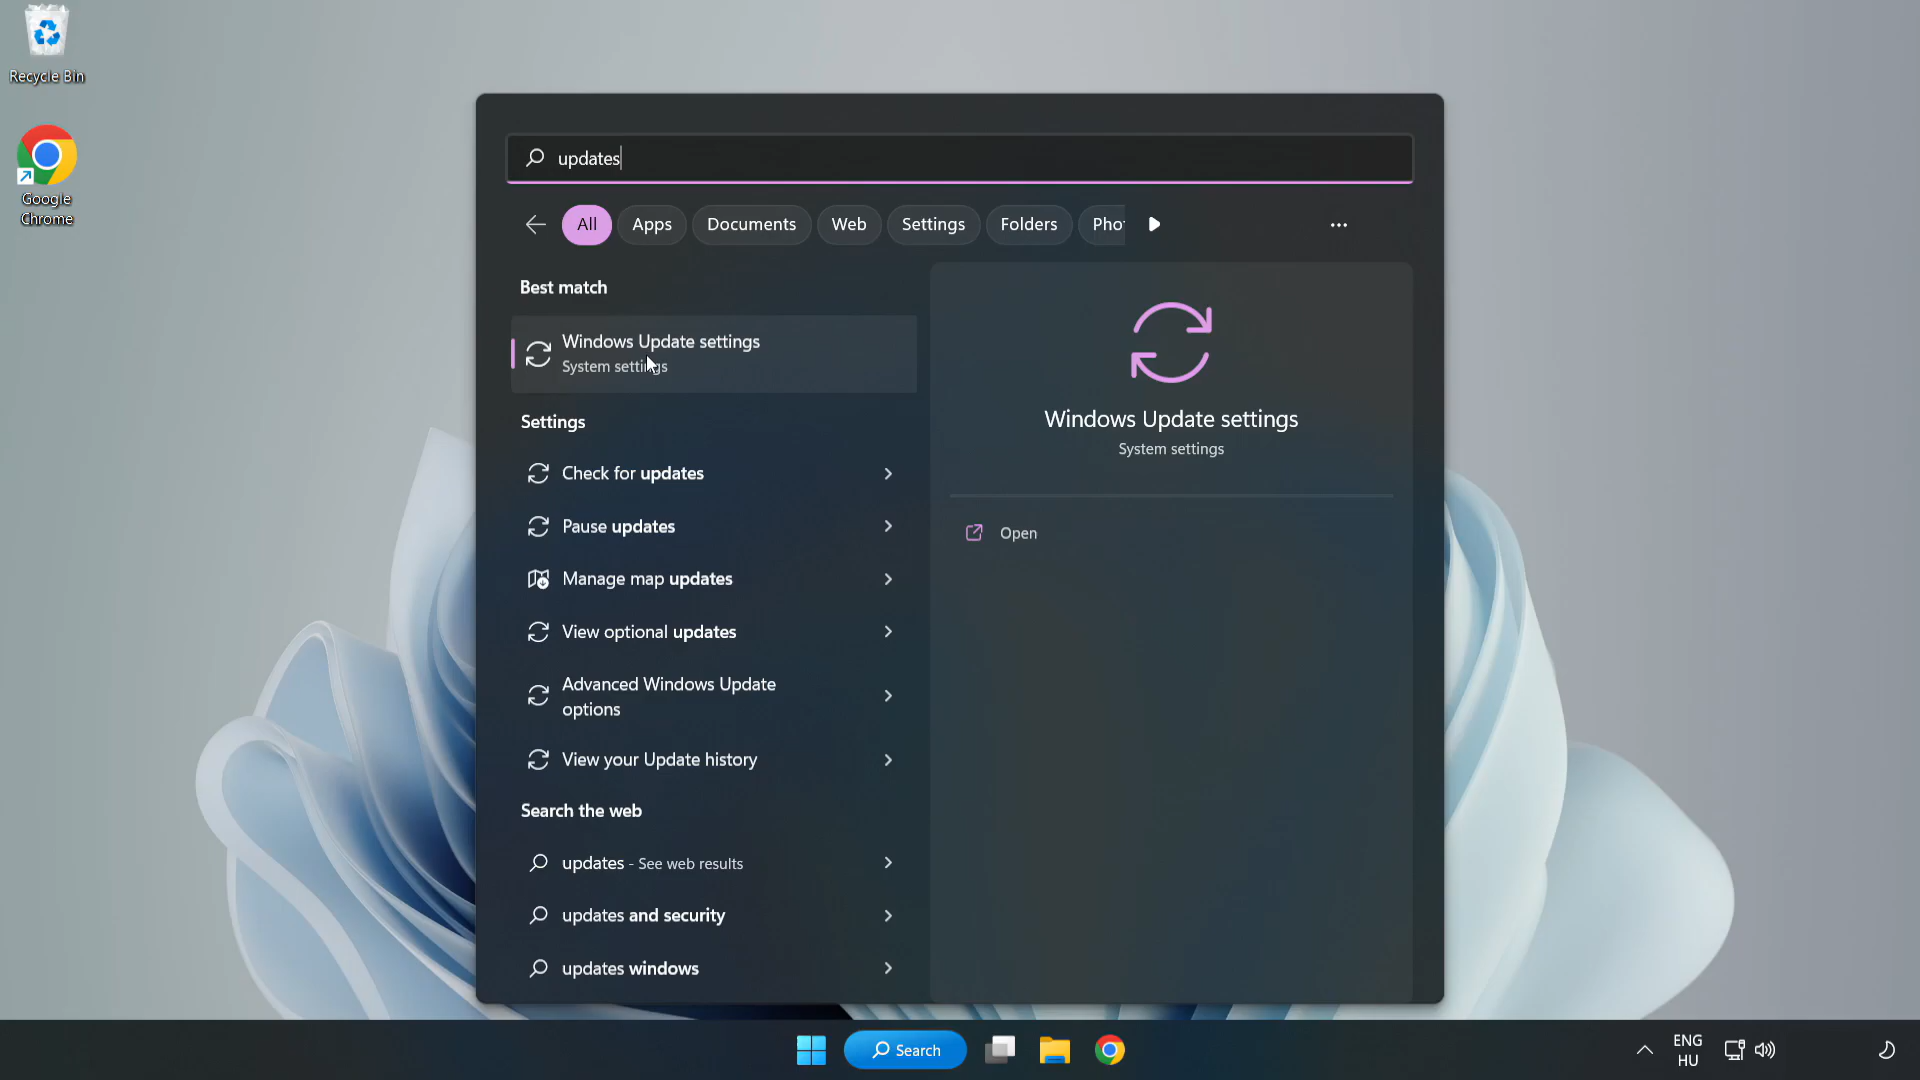 Recycle Bin
Google
Chrome
updates
All
Apps
Documents
Web
Settings
Folders
Pho
Best match
Windows Update settings
System settings
Settings
Check for updates
Pause updates
Manage map updates
View optional updates
Advanced Windows Update
options
View your Update history
Search the web
updates - See web results
updates and security
updates windows
Windows Update settings
System settings
Open
Search
ENG
HU